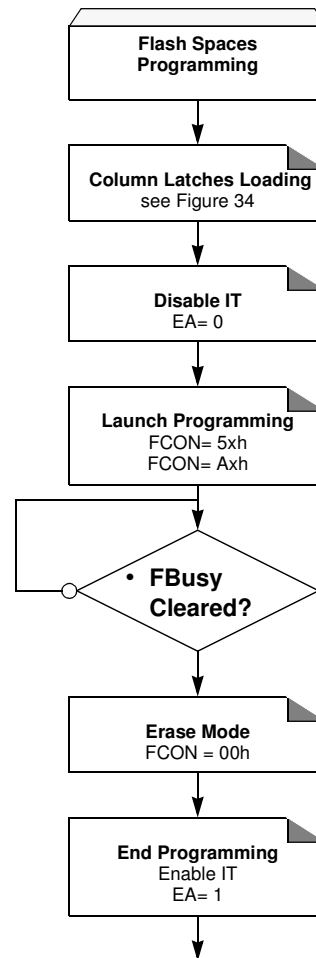 Flash Spaces
Programming
Column Latches Loading
see Figure 34
Disable IT
EA= 0
Launch Programming
FCON= 5xh
FCON= Axh
• FBusy
Cleared?
Erase Mode
FCON = 00h
End Programming
Enable IT
EA= 1